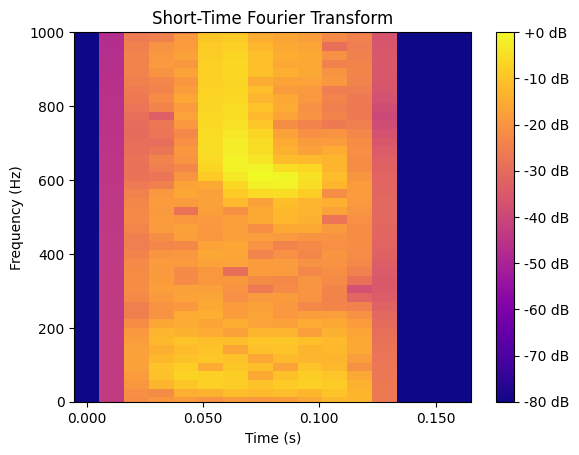 Short-Time Fourier Transform
Frequency (Hz)
1000
800
600
400
200
0
0.000
0.050
0.100
0.150
Time (s)
+0 dB
-10 dB
-20 dB
-30 dB
-40 dB
-50 dB
-60 dB
-70 dB
-80 dB